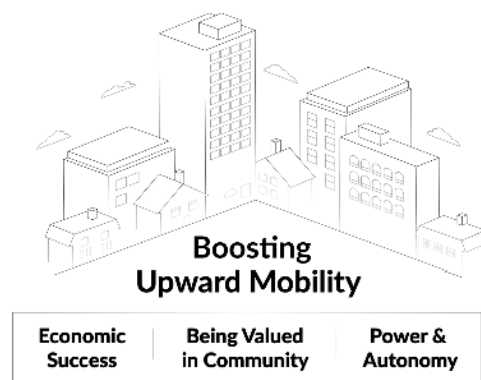 Boosting
Upward Mobility
Economic
Success
Being Valued
in Community
Power &
Autonomy